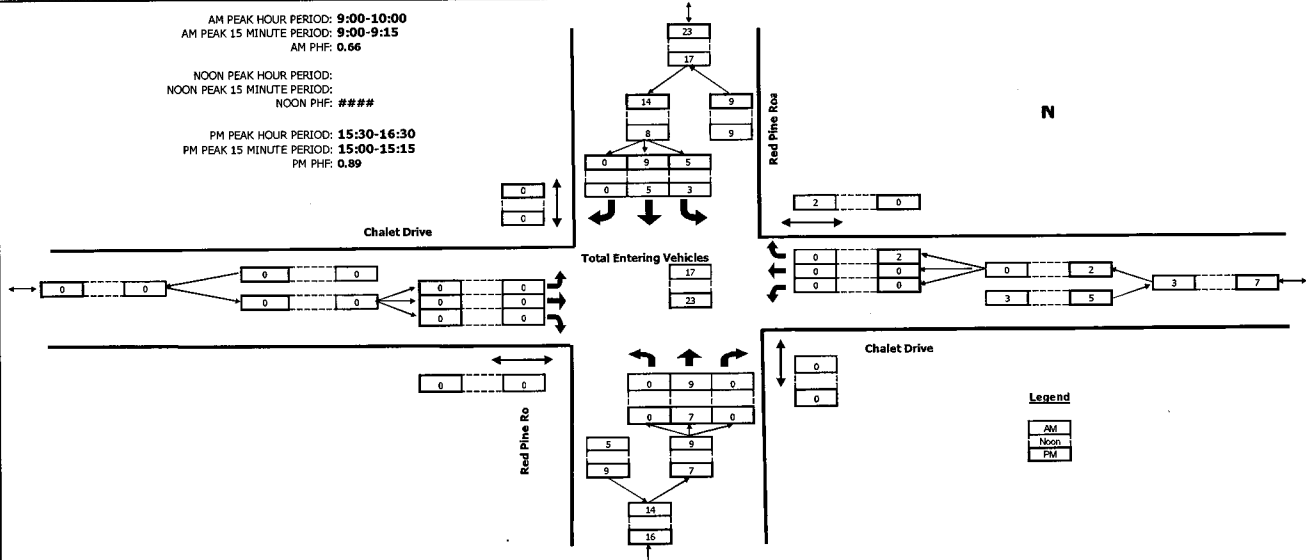 AM PEAK HOUR PERIOD: 9:00-10:00
AM PEAK 15 MINUTE PERIOD: 9:00-9:15
AM PHF: 0.66
NOON PEAK HOUR PERIOD:
NOON PEAK 15 MINUTE PERIOD:
NOON PHF: ####
PM PEAK HOUR PERIOD: 15:30-16:30
PM PEAK 15 MINUTE PERIOD: 15:00-15:15
PM PHF: 0.89
23
17
14
8
9
9
0 9 5
0 5 3
Red Pine Roa
N
0
0
2 0
Chalet Drive
Total Entering Vehicles
17
23
0 0
0 0
0 0
0 0
0 0
0 0
0 2
0 0
0 0
0 2
3 5
3 7
Chalet Drive
0 0
0
0
0 9 0
0 7 0
5
9
9
7
14
16
Red Pine Ro
Legend
AM
Noon
PM